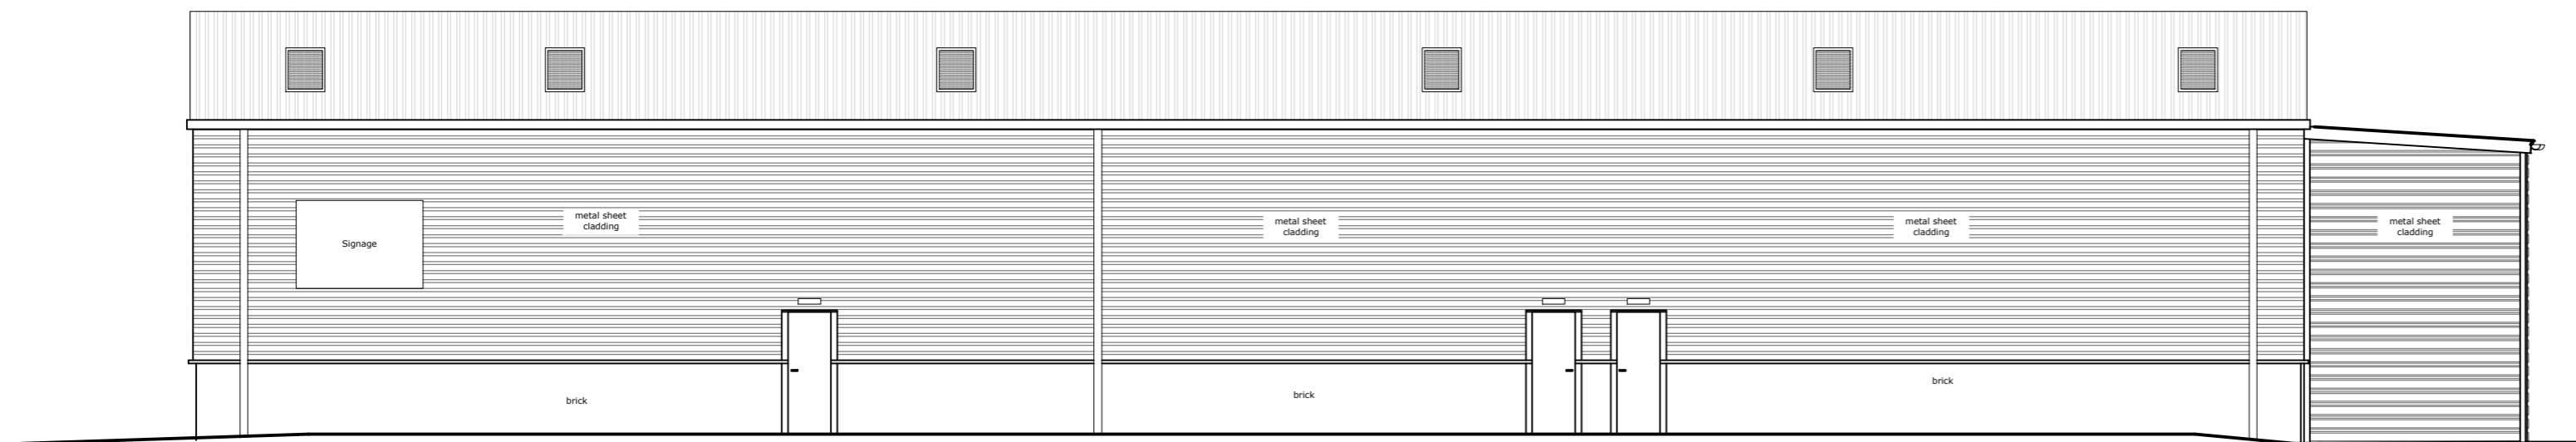 Signage
metal sheet
cladding
metal sheet
cladding
metal sheet
cladding
metal sheet
cladding
brick
brick
brick